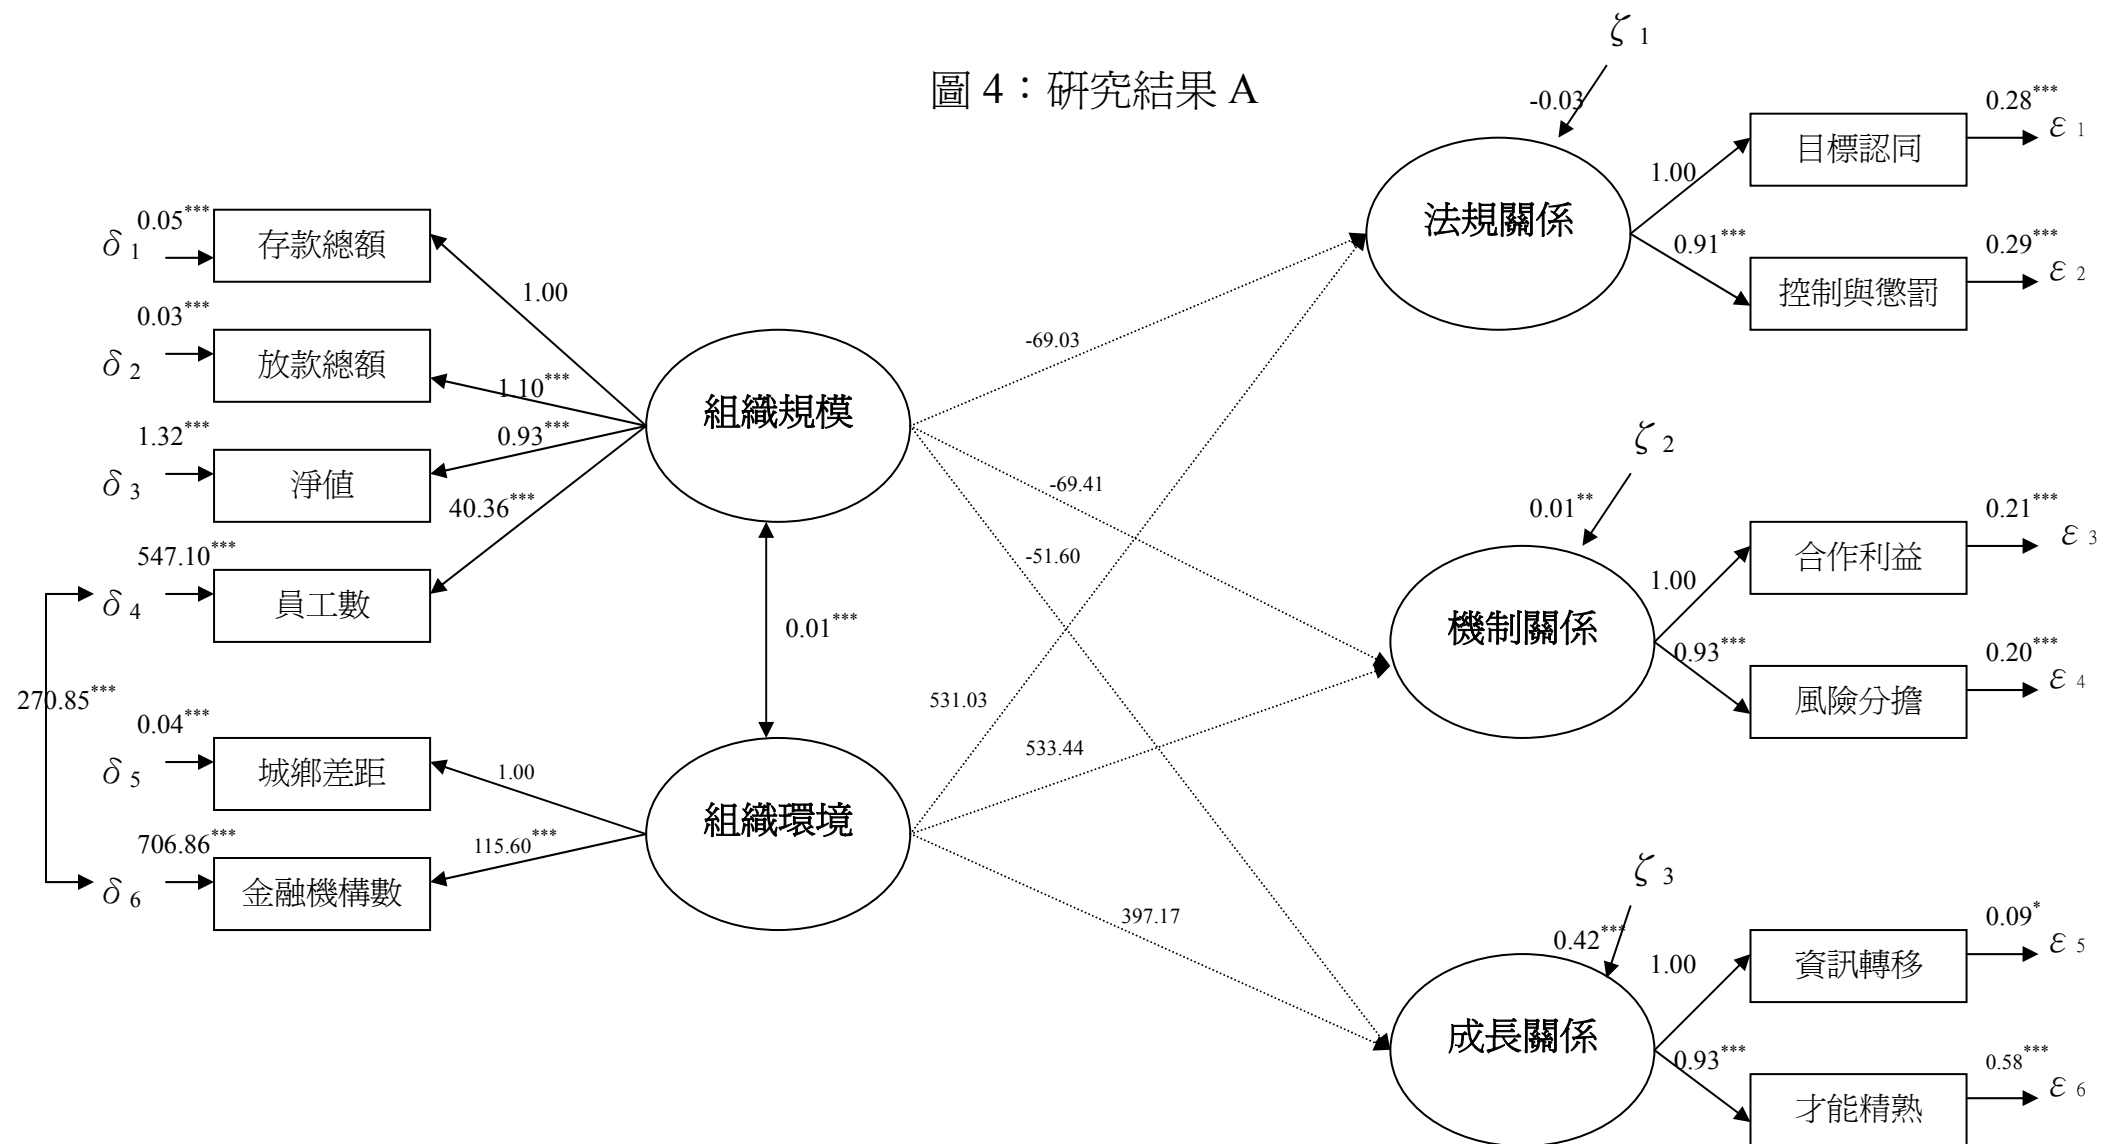 圖 4：研究結果 A
ζ 1
-0.03
法規關係
1.00
目標認同
0.28***
ε 1
0.91***
控制與懲罰
0.29***
ε 2
δ 1
0.05***
存款總額
1.00
δ 2
0.03***
放款總額
1.10***
δ 3
1.32***
淨值
0.93***
δ 4
547.10***
員工數
40.36***
組織規模
-69.03
-69.41
-51.60
0.01***
270.85***
δ 5
0.04***
城鄉差距
1.00
δ 6
706.86***
金融機構數
115.60***
組織環境
531.03
533.44
397.17
ζ 2
0.01**
機制關係
1.00
合作利益
0.21***
ε 3
0.93***
風險分擔
0.20***
ε 4
ζ 3
0.42***
成長關係
1.00
資訊轉移
0.09*
ε 5
0.93***
才能精熟
0.58***
ε 6